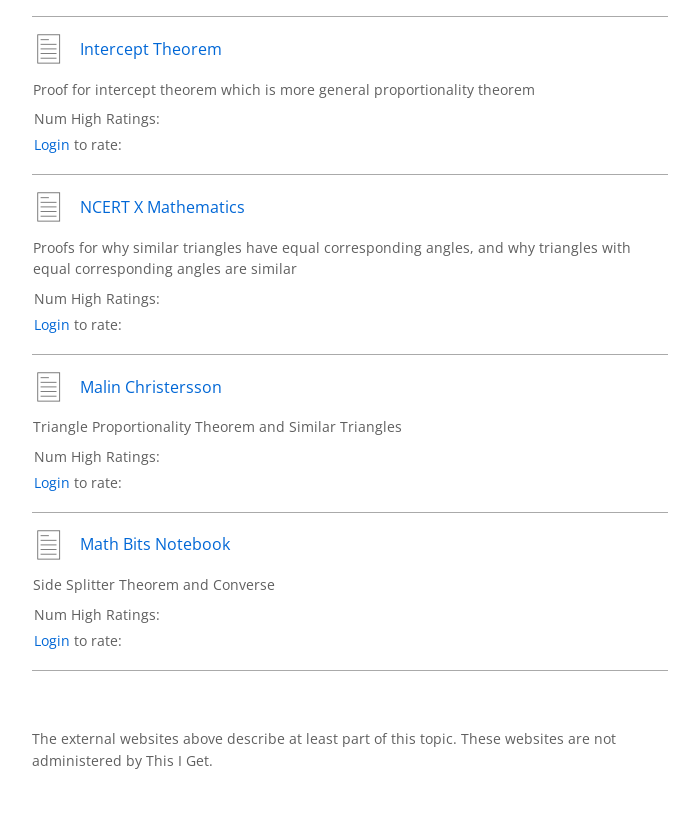 Intercept Theorem
Proof for intercept theorem which is more general proportionality theorem
Num High Ratings:
Login to rate:
NCERT X Mathematics
Proofs for why similar triangles have equal corresponding angles, and why triangles with
equal corresponding angles are similar
Num High Ratings:
Login to rate:
Malin Christersson
Triangle Proportionality Theorem and Similar Triangles
Num High Ratings:
Login to rate:
Math Bits Notebook
Side Splitter Theorem and Converse
Num High Ratings:
Login to rate:
The external websites above describe at least part of this topic. These websites are not
administered by This I Get.